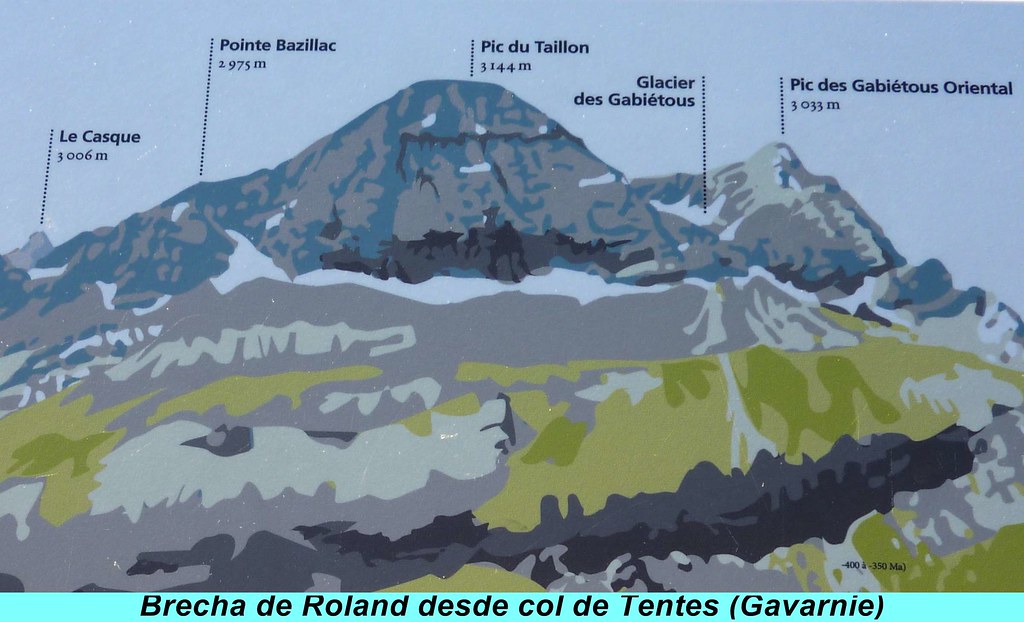 Pointe Bazillac
2 975 m
Pic du Taillon
3 144 m
Glacier
des Gabiétous
Pic des Gabiétous Oriental
3 033 m
Le Casque
3 006 m
-400 à -350 Ma)
Brecha de Roland desde col de Tentes (Gavarnie)